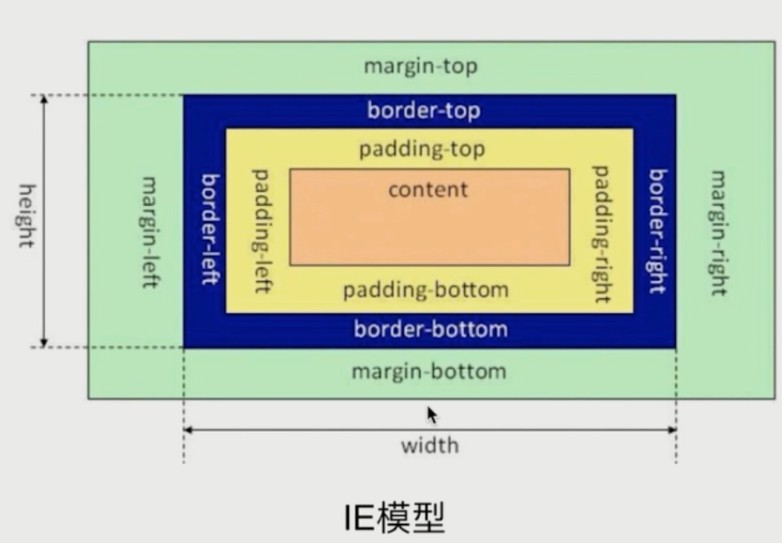 margin-top
border-top
padding-top
content
height
margin-left
border-left
padding-left
padding-right
border-right
margin-right
padding-bottom
border-bottom
margin-bottom
width
IE模型